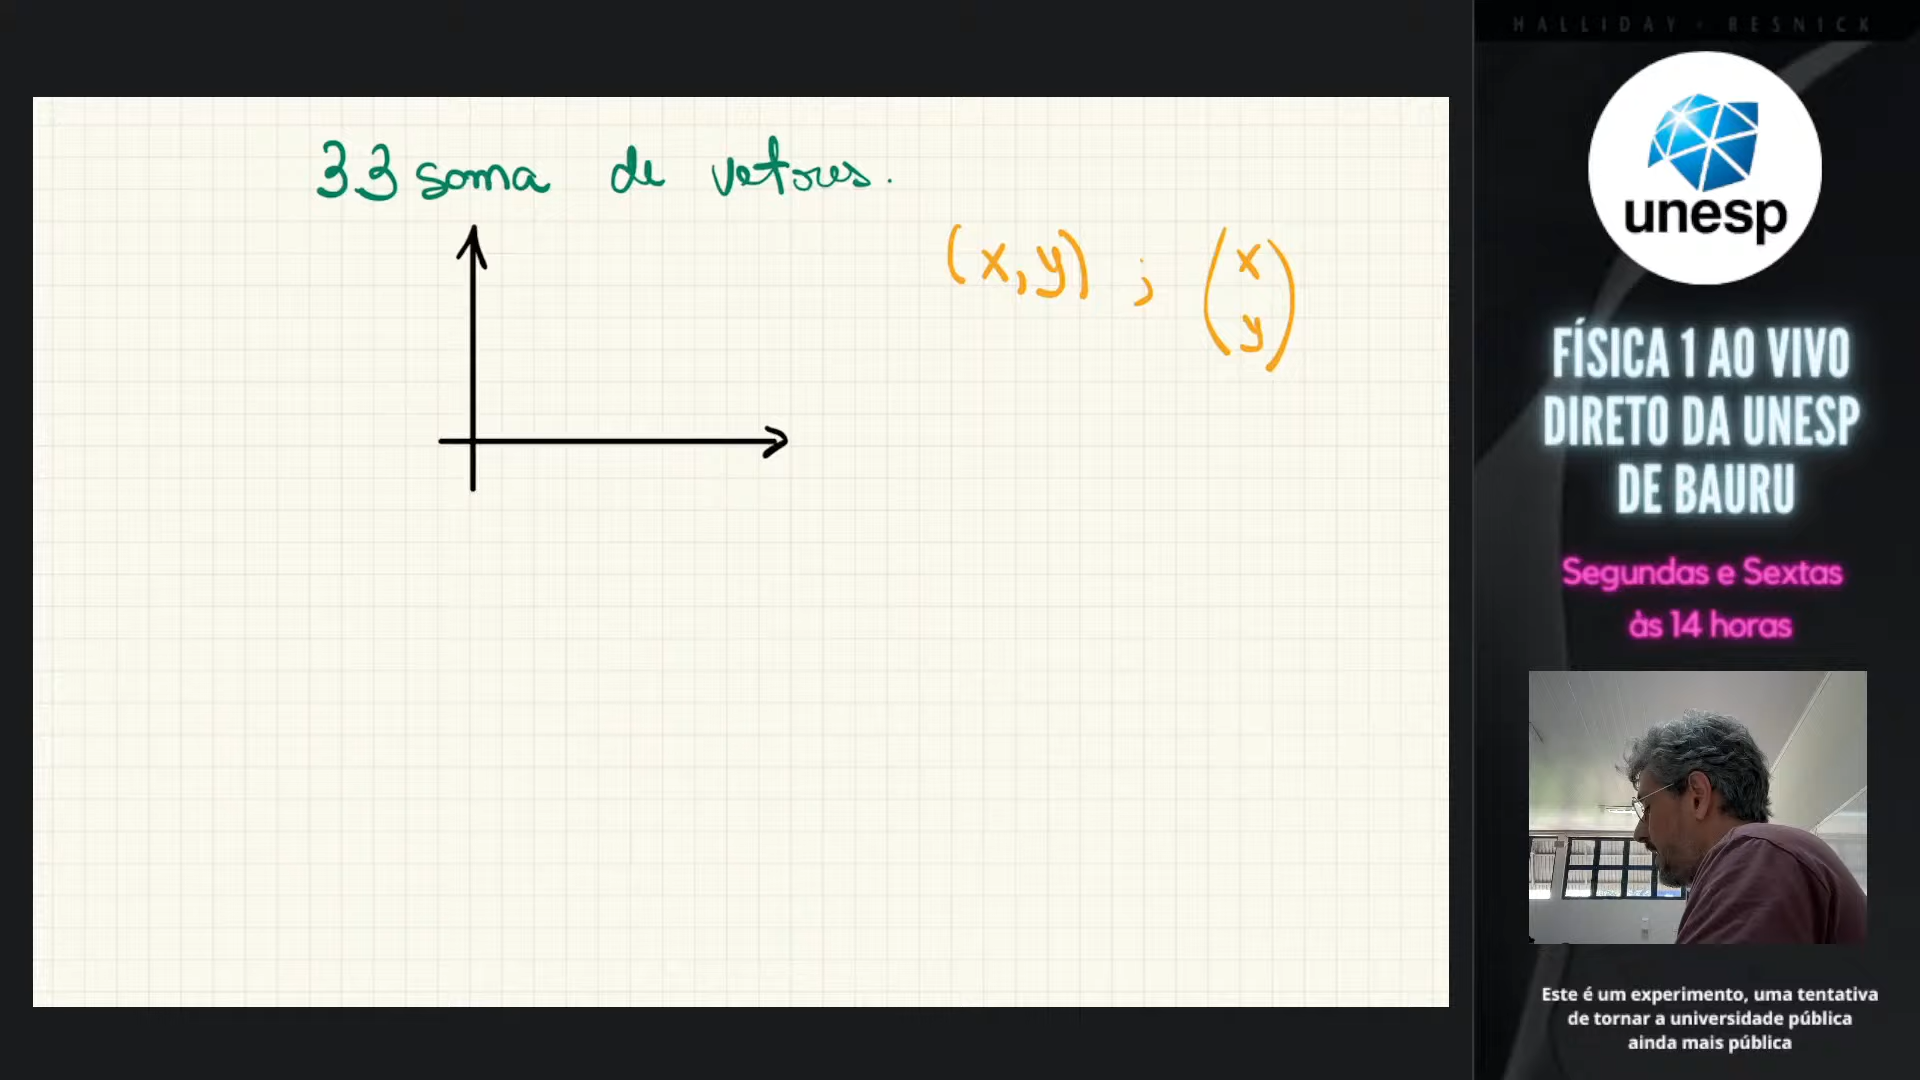 HALLIDAY - RESNICK
unesp
3.3 soma de vetores.
(x,y) ; (x
y)
FÍSICA 1 AO VIVO
DIRETO DA UNESP
DE BAURU
Segundas e Sextas
às 14 horas
Este é um experimento, uma tentativa
de tornar a universidade pública
ainda mais pública